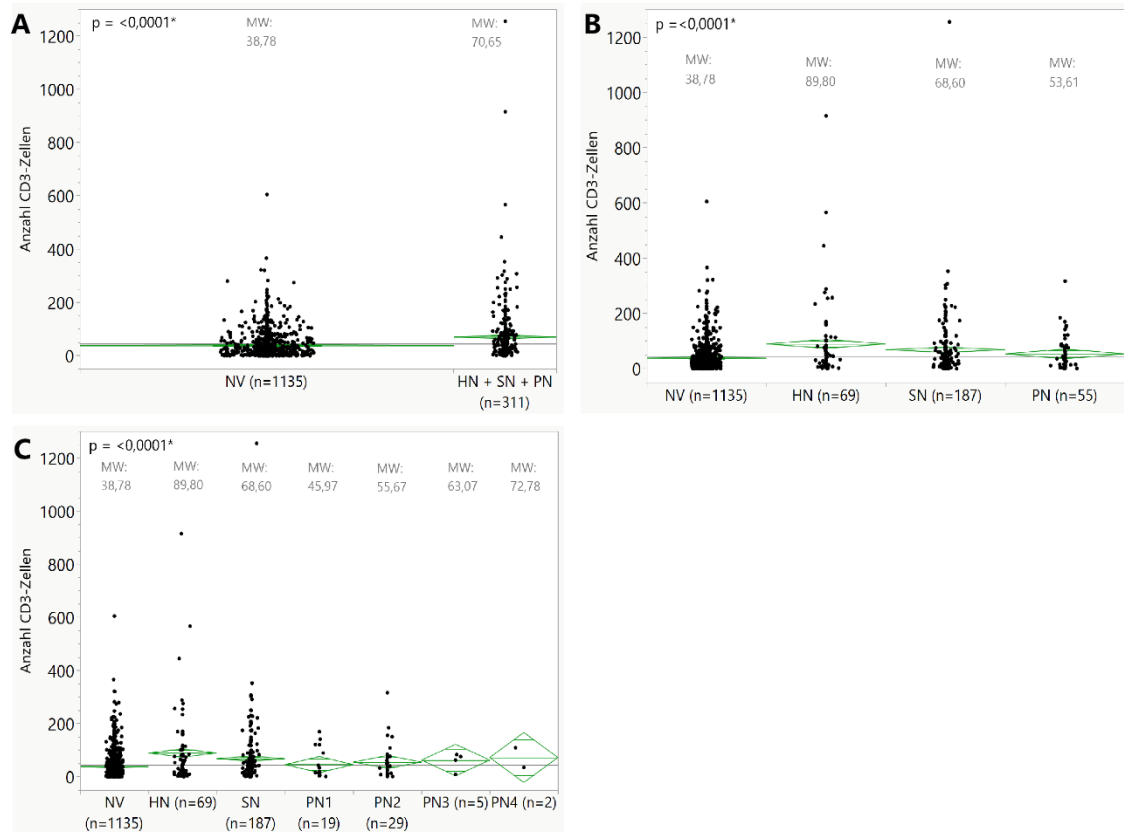 A
p = <0,0001*
MW:
38,78
MW:
70,65
Anzahl CD3-Zellen
1200
1000
800
600
400
200
0
NV (n=1135)
HN + SN + PN
(n=311)
B
p = <0,0001*
MW:
38,78
MW:
89,80
MW:
68,60
MW:
53,61
Anzahl CD3-Zellen
1200
1000
800
600
400
200
0
NV (n=1135)
HN (n=69)
SN (n=187)
PN (n=55)
C
p = <0,0001*
MW:
38,78
MW:
89,80
MW:
68,60
MW:
45,97
MW:
55,67
MW:
63,07
MW:
72,78
Anzahl CD3-Zellen
1200
1000
800
600
400
200
0
NV
(n=1135)
HN (n=69)
SN
(n=187)
PN1
(n=19)
PN2
(n=29)
PN3 (n=5)
PN4 (n=2)